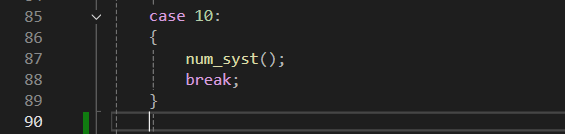 85 case 10:
86 {
87 num_syst();
88 break;
89 }
90